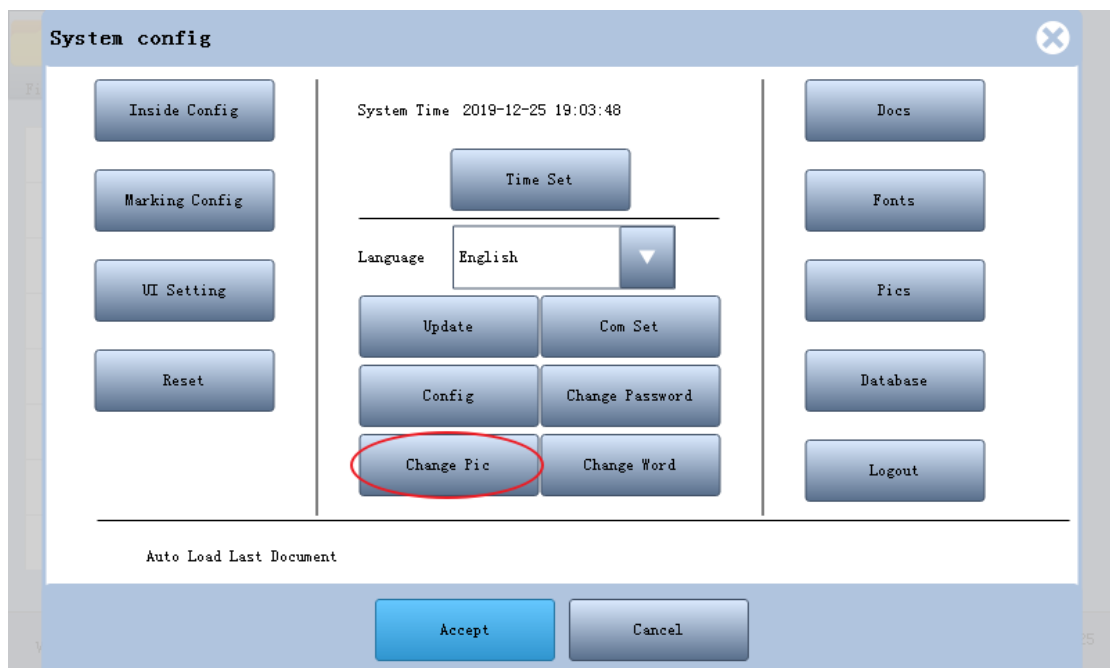 System config
Fi
Inside Config
Marking Config
UI Setting
Reset
System Time 2019-12-25 19:03:48
Time Set
Language English
Update Com Set
Config Change Password
Change Pic Change Word
Docs
Fonts
Pics
Database
Logout
Auto Load Last Document
Accept Cancel
25